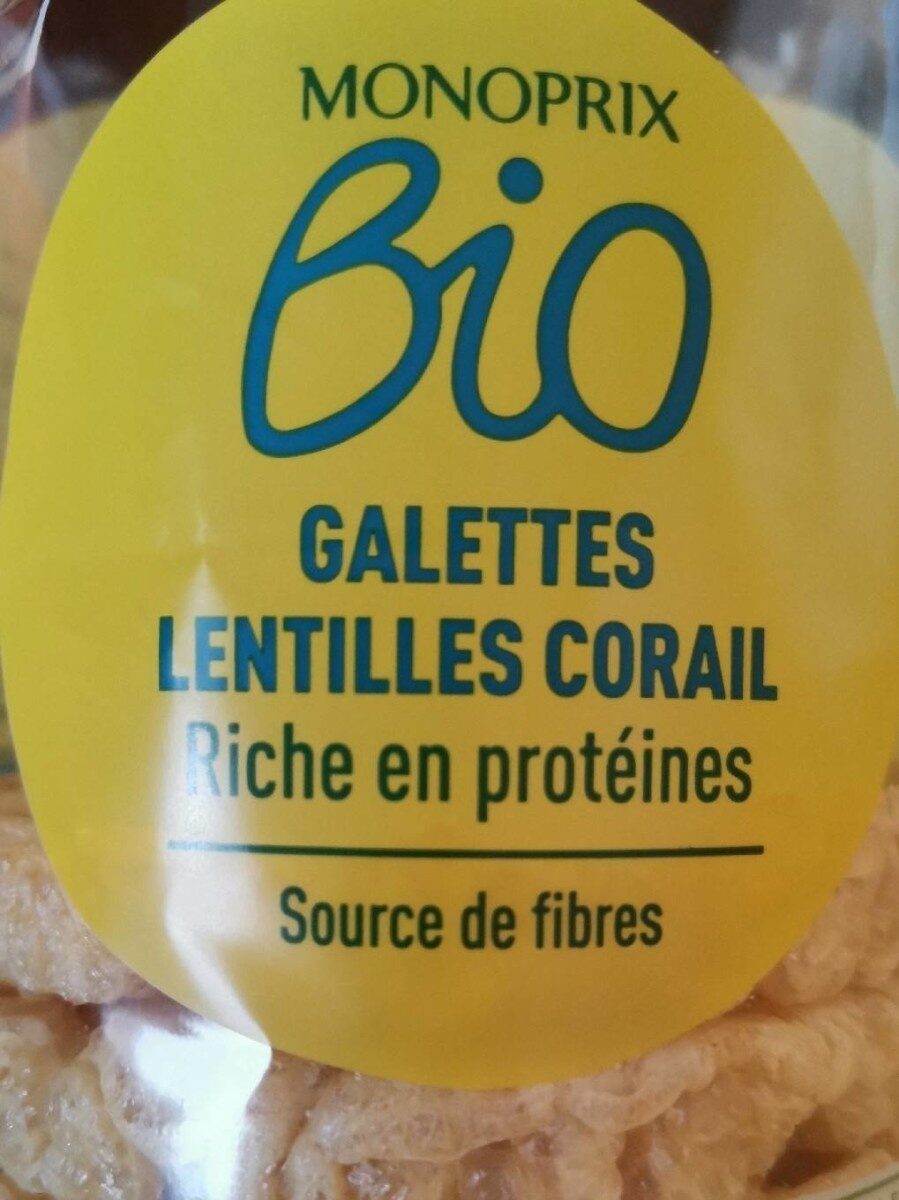 MONOPRIX
Bio
GALETTES
LENTILLES CORAIL
Riche en protéines
Source de fibres